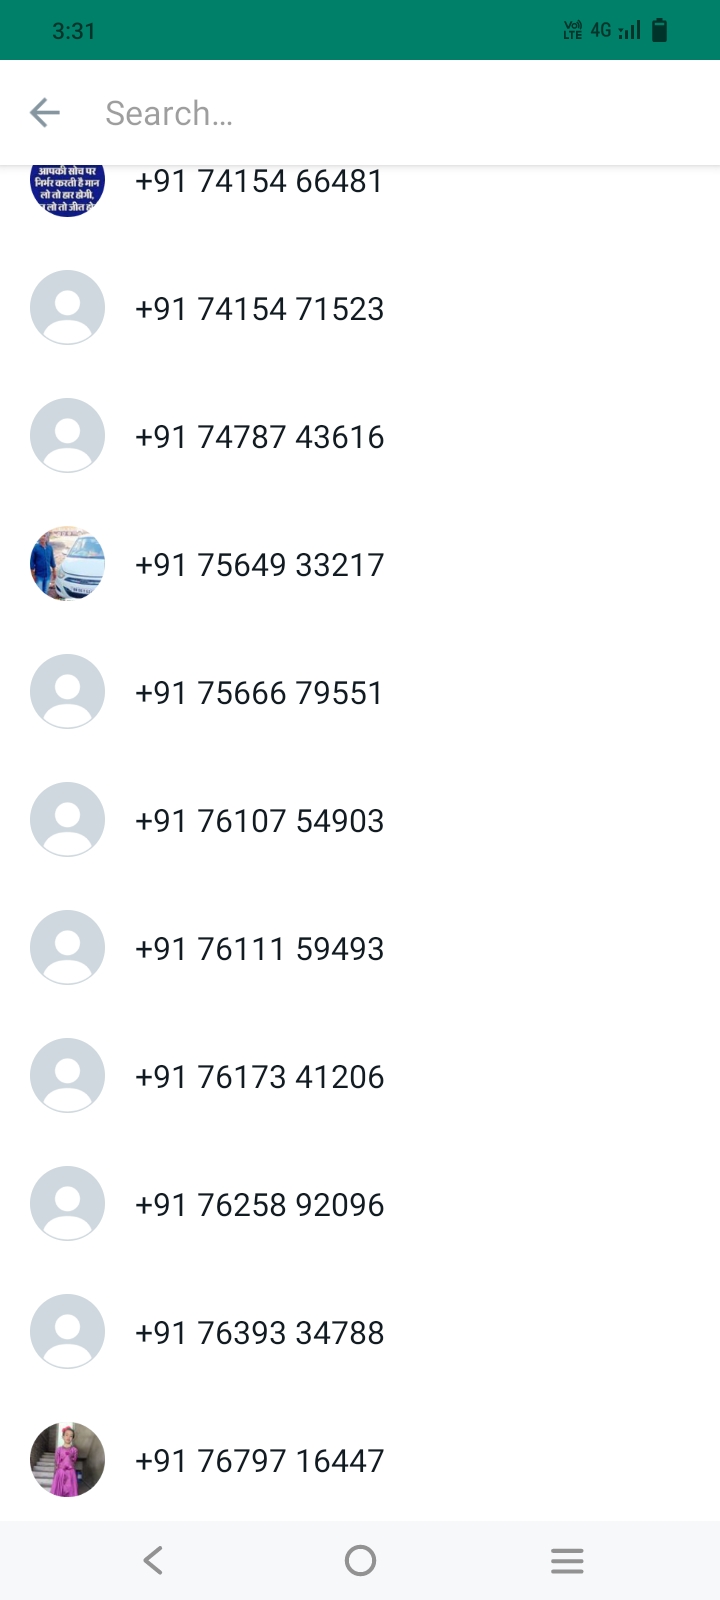 3:31
Vo))
LTE 4G
Search...
आपकी सोच पर
निर्भर करती है मान
लो तो हार होगी,
लो तो जीत
+91 74154 66481
+91 74154 71523
+91 74787 43616
+91 75649 33217
+91 75666 79551
+91 76107 54903
+91 76111 59493
+91 76173 41206
+91 76258 92096
+91 76393 34788
+91 76797 16447